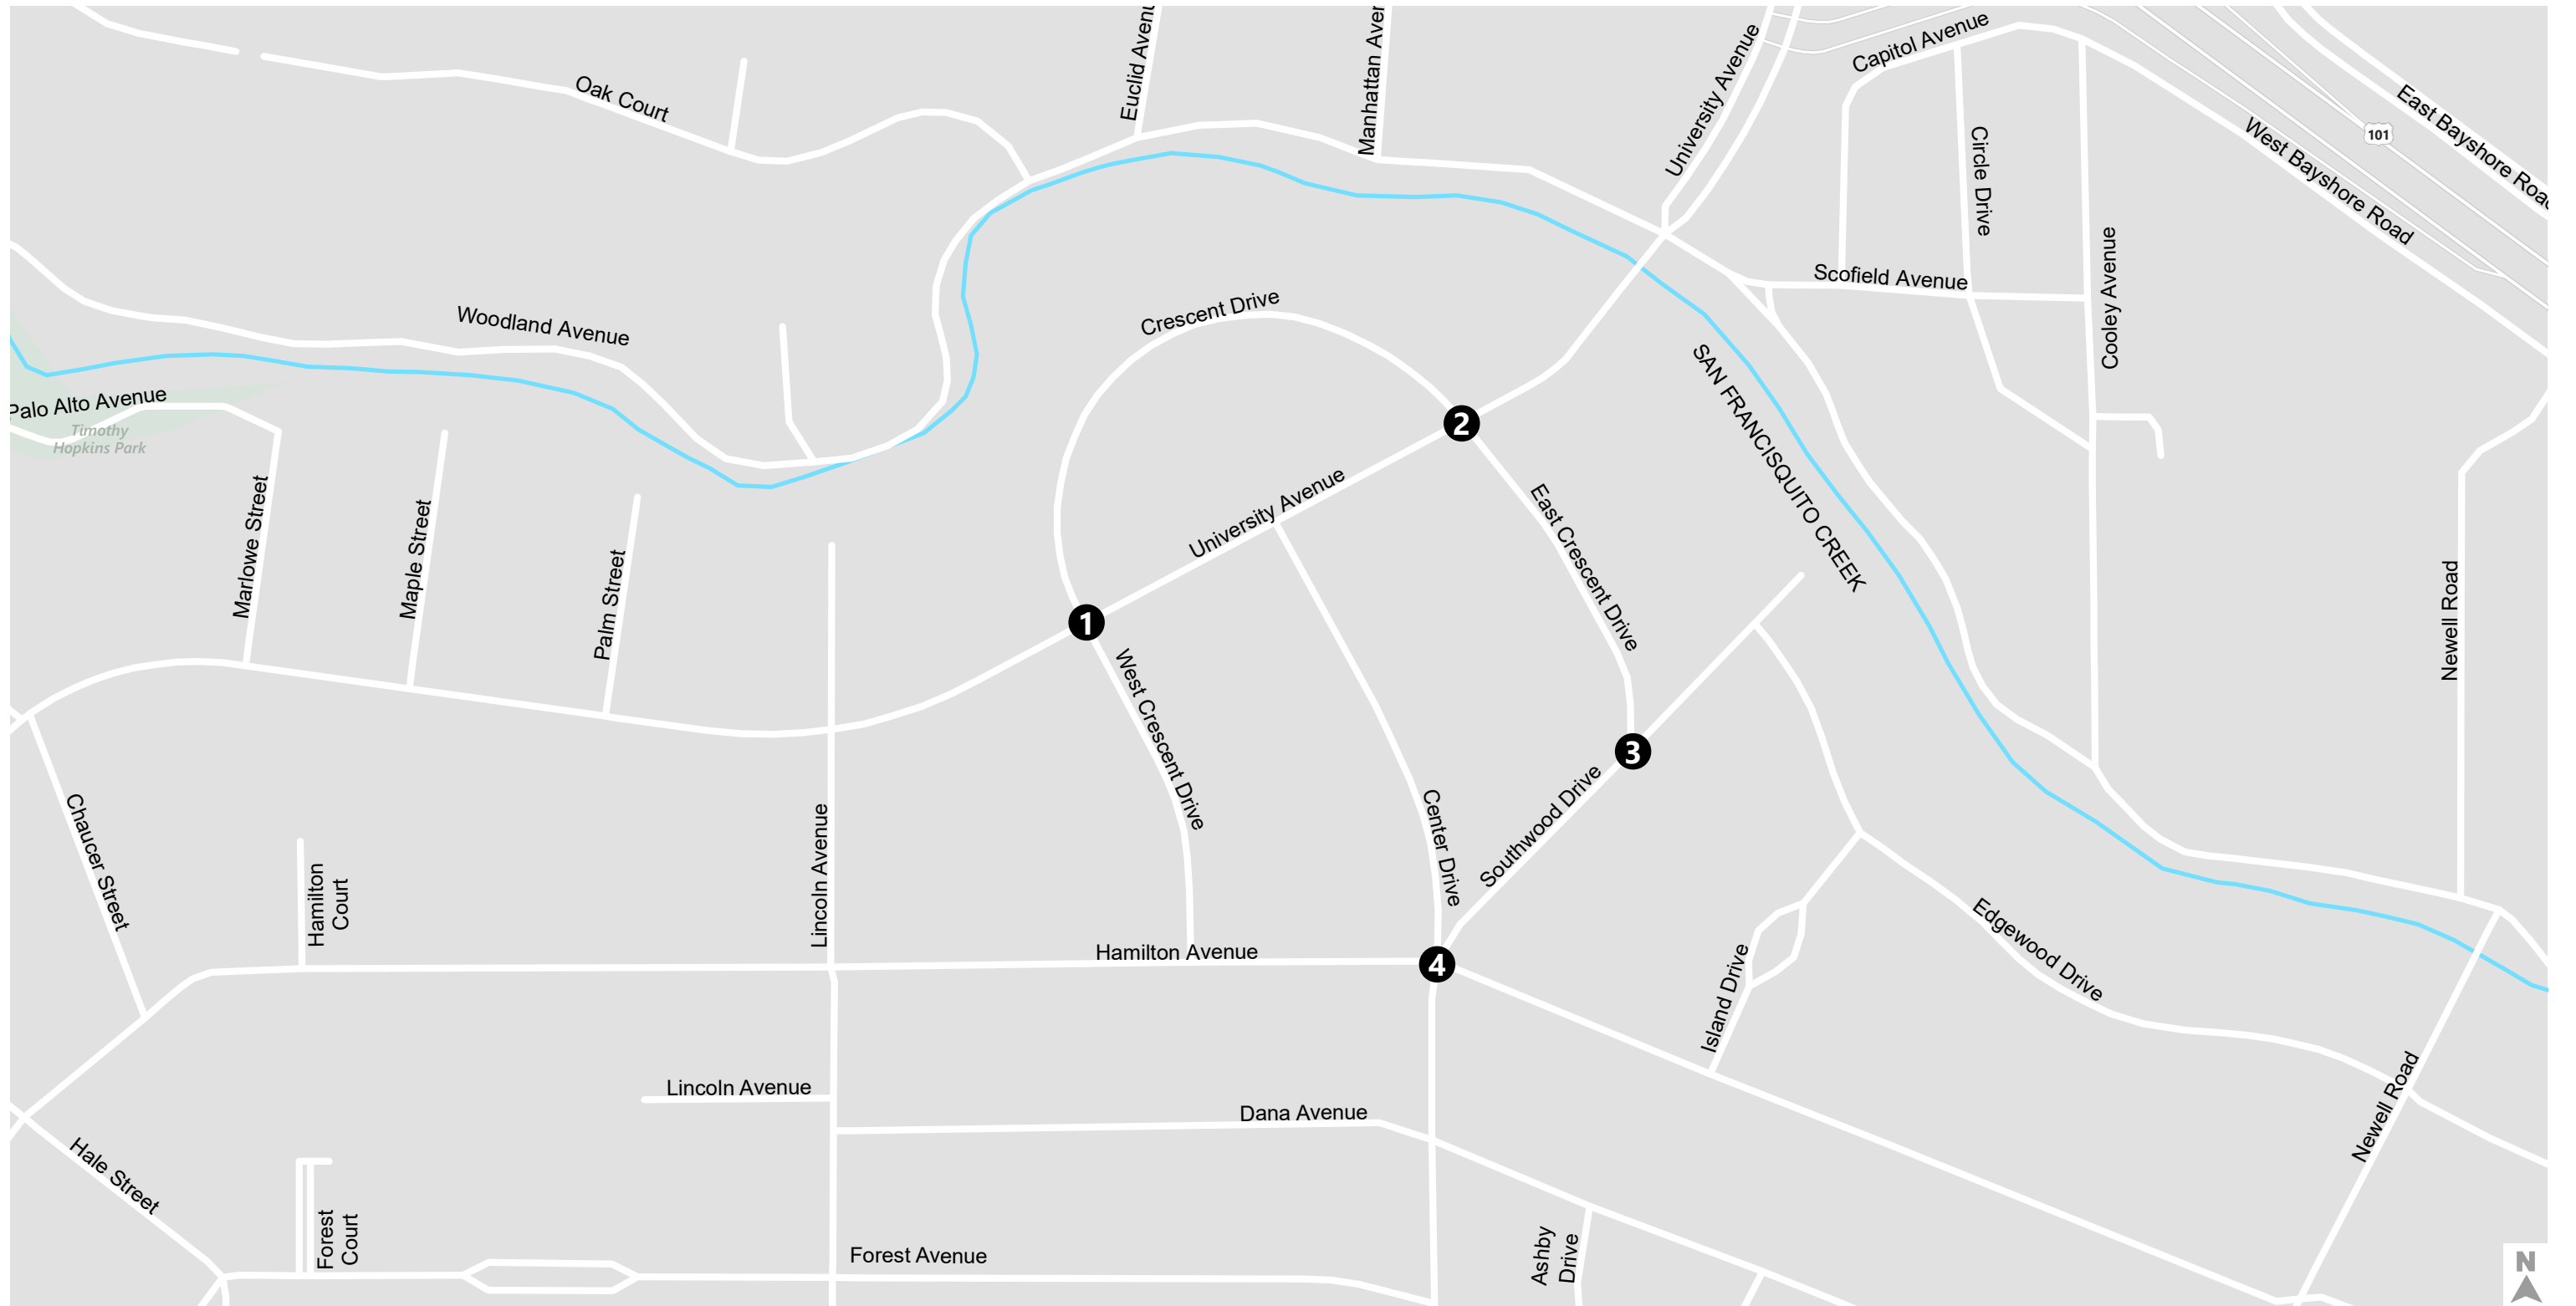 Oak Court
Euclid Avenu
Manhattan Aven
University Avenue
Capitol Avenue
East Bayshore Road
101
West Bayshore Road
Circle Drive
Cooley Avenue
Scofield Avenue
Woodland Avenue
Crescent Drive
Palo Alto Avenue
Timothy
Hopkins Park
SAN FRANCISQUITO CREEK
2
Marlowe Street
Maple Street
Palm Street
University Avenue
East Crescent Drive
Newell Road
1
West Crescent Drive
3
Chaucer Street
Hamilton
Court
Lincoln Avenue
Center Drive
Southwood Drive
Hamilton Avenue
4
Island Drive
Edgewood Drive
Lincoln Avenue
Dana Avenue
Newell Road
Hale Street
Forest
Court
Forest Avenue
Ashby
Drive
N